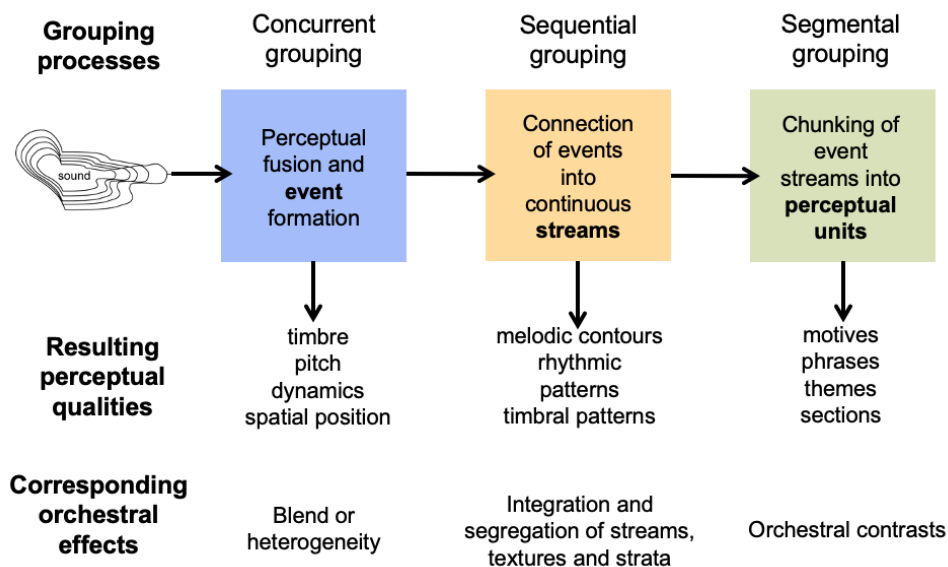 Grouping
processes
Concurrent
grouping
Sequential
grouping
Segmental
grouping
sound
Perceptual
fusion and
event
formation
Connection
of events
into
continuous
streams
Chunking of
event
streams into
perceptual
units
Resulting
perceptual
qualities
timbre
pitch
dynamics
spatial position
melodic contours
rhythmic
patterns
timbral patterns
motives
phrases
themes
sections
Corresponding
orchestral
effects
Blend or
heterogeneity
Integration and
segregation of streams,
textures and strata
Orchestral contrasts